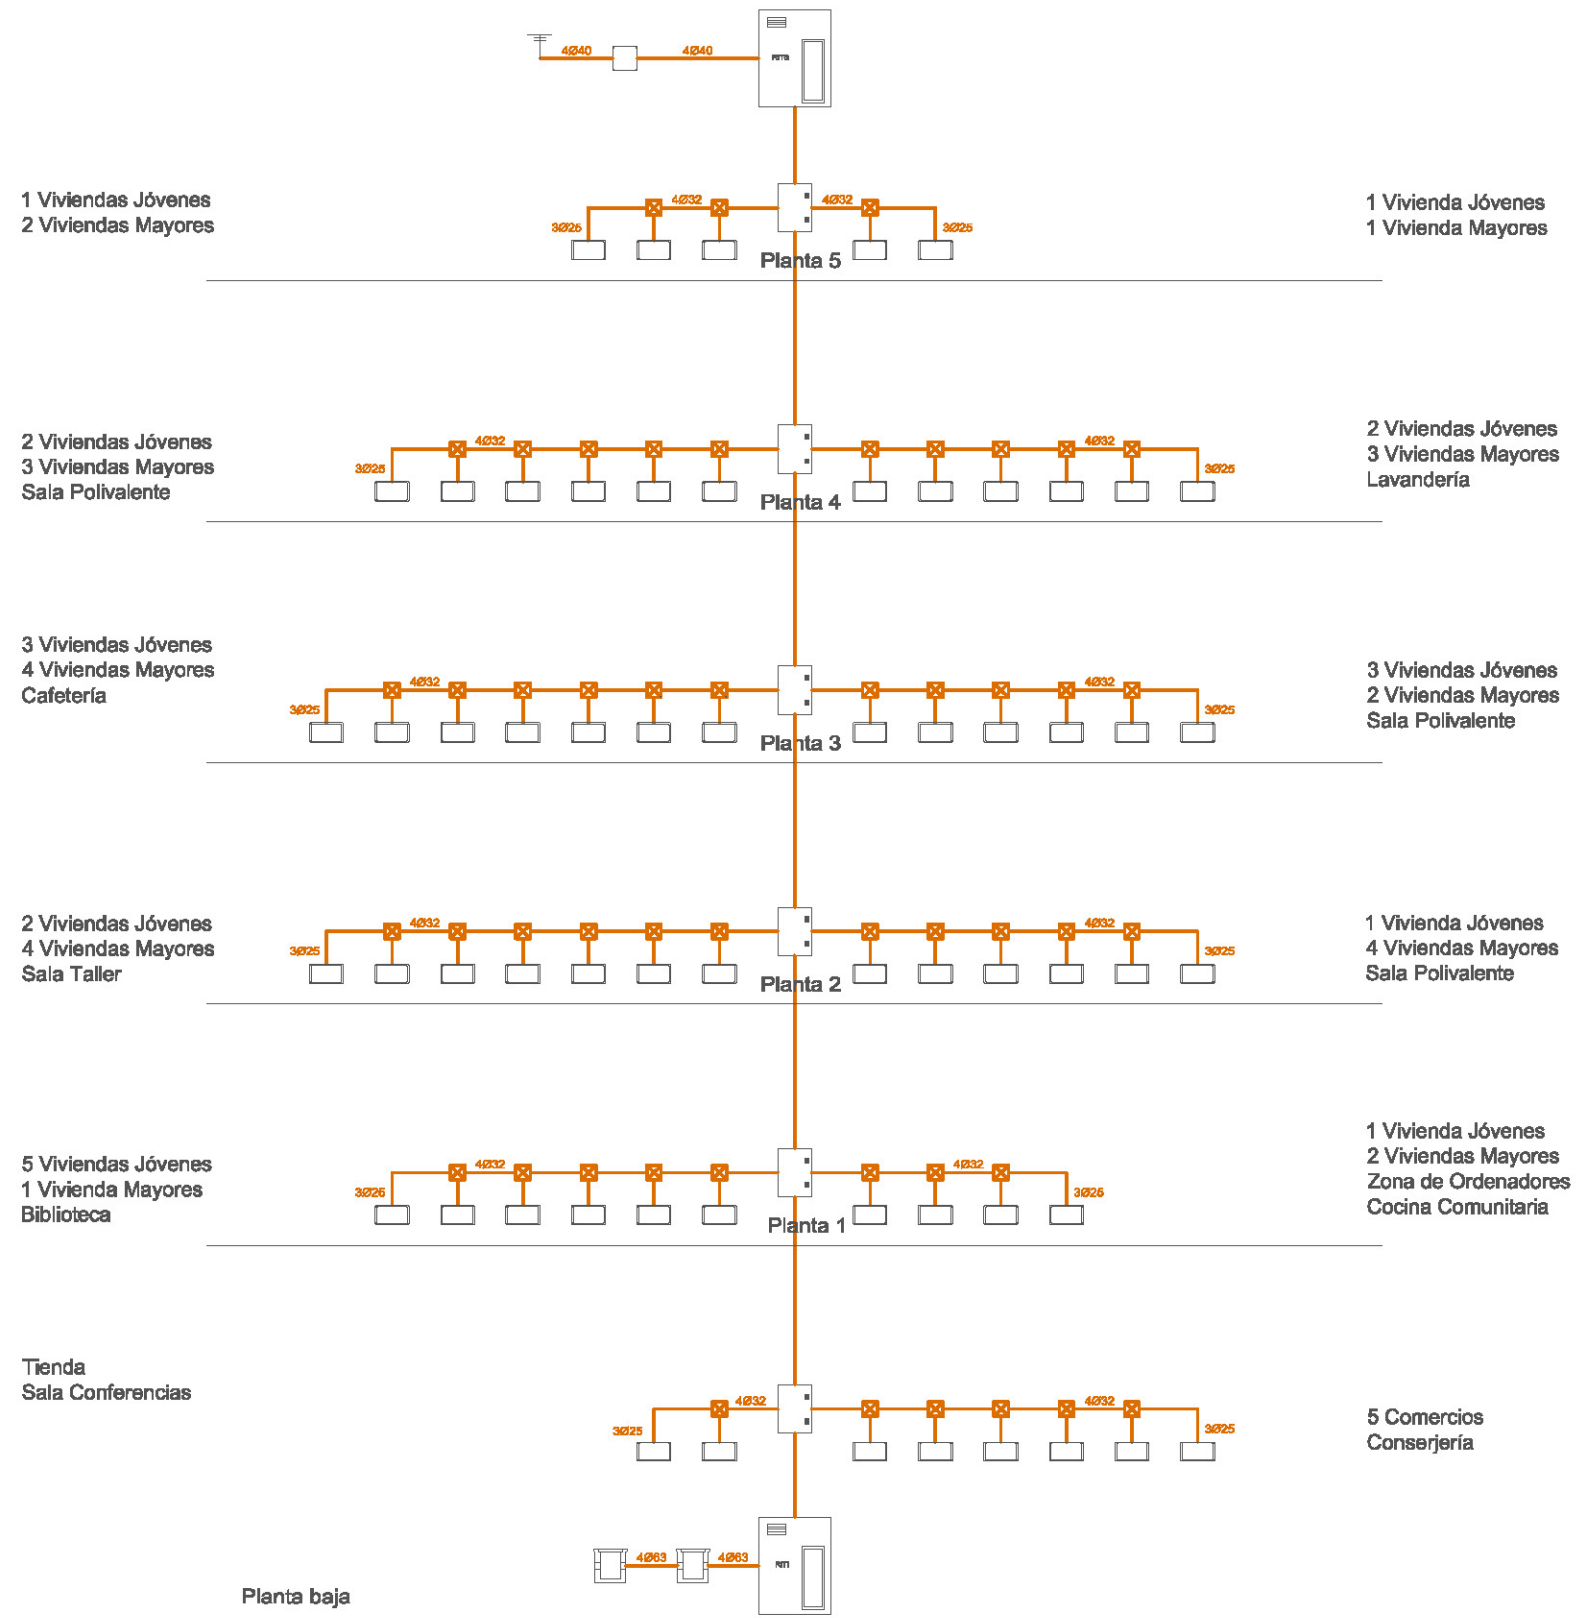 4Ø40
4Ø40
1 Viviendas Jóvenes
2 Viviendas Mayores
4Ø32
4Ø32
3Ø25
3Ø25
1 Vivienda Jóvenes
1 Vivienda Mayores
Planta 5
2 Viviendas Jóvenes
3 Viviendas Mayores
Sala Polivalente
4Ø32
4Ø32
3Ø25
3Ø25
2 Viviendas Jóvenes
3 Viviendas Mayores
Lavandería
Planta 4
3 Viviendas Jóvenes
4 Viviendas Mayores
Cafetería
4Ø32
4Ø32
3Ø25
3Ø25
3 Viviendas Jóvenes
2 Viviendas Mayores
Sala Polivalente
Planta 3
2 Viviendas Jóvenes
4 Viviendas Mayores
Sala Taller
4Ø32
4Ø32
3Ø25
3Ø25
1 Vivienda Jóvenes
4 Viviendas Mayores
Sala Polivalente
Planta 2
5 Viviendas Jóvenes
1 Vivienda Mayores
Biblioteca
4Ø32
4Ø32
3Ø25
3Ø25
1 Vivienda Jóvenes
2 Viviendas Mayores
Zona de Ordenadores
Cocina Comunitaria
Planta 1
Tienda
Sala Conferencias
4Ø32
4Ø32
3Ø25
3Ø25
5 Comercios
Conserjería
4Ø63
4Ø63
RITI
Planta baja